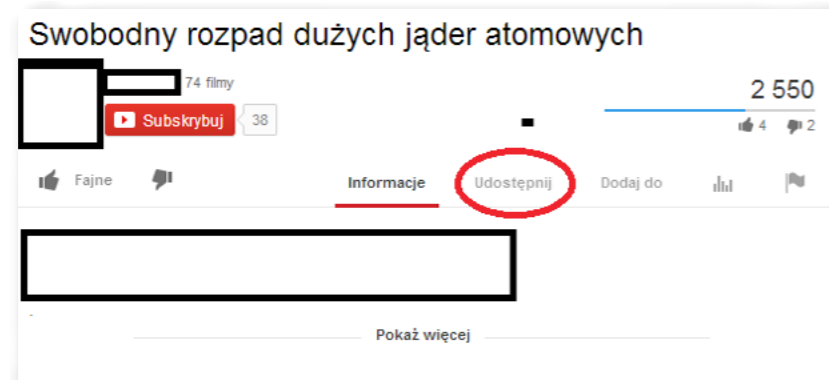 Swobodny rozpad dużych jąder atomowych
74 filmy
Subskrybuj 38
2 550
4 2
Fajne Informacje Udostępnij Dodaj do
Pokaż więcej